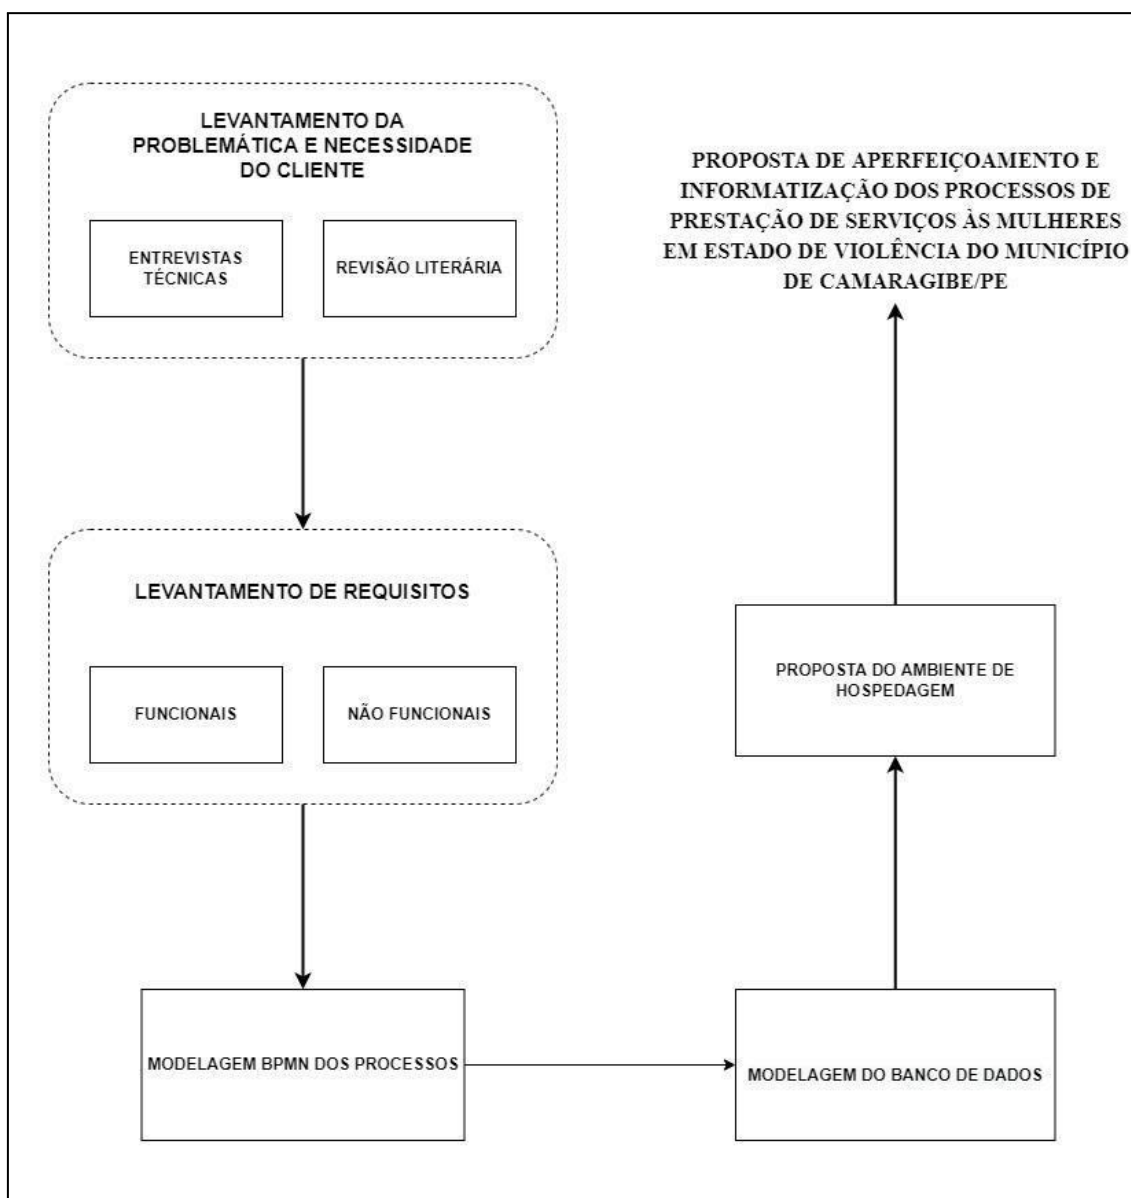 LEVANTAMENTO DA
PROBLEMÁTICA E NECESSIDADE
DO CLIENTE
ENTREVISTAS
TÉCNICAS
REVISÃO LITERÁRIA
LEVANTAMENTO DE REQUISITOS
FUNCIONAIS
NÃO FUNCIONAIS
MODELAGEM BPMN DOS PROCESSOS
MODELAGEM DO BANCO DE DADOS
PROPOSTA DO AMBIENTE DE
HOSPEDAGEM
PROPOSTA DE APERFEIÇOAMENTO E
INFORMATIZAÇÃO DOS PROCESSOS DE
PRESTAÇÃO DE SERVIÇOS ÀS MULHERES
EM ESTADO DE VIOLÊNCIA DO MUNICÍPIO
DE CAMARAGIBE/PE